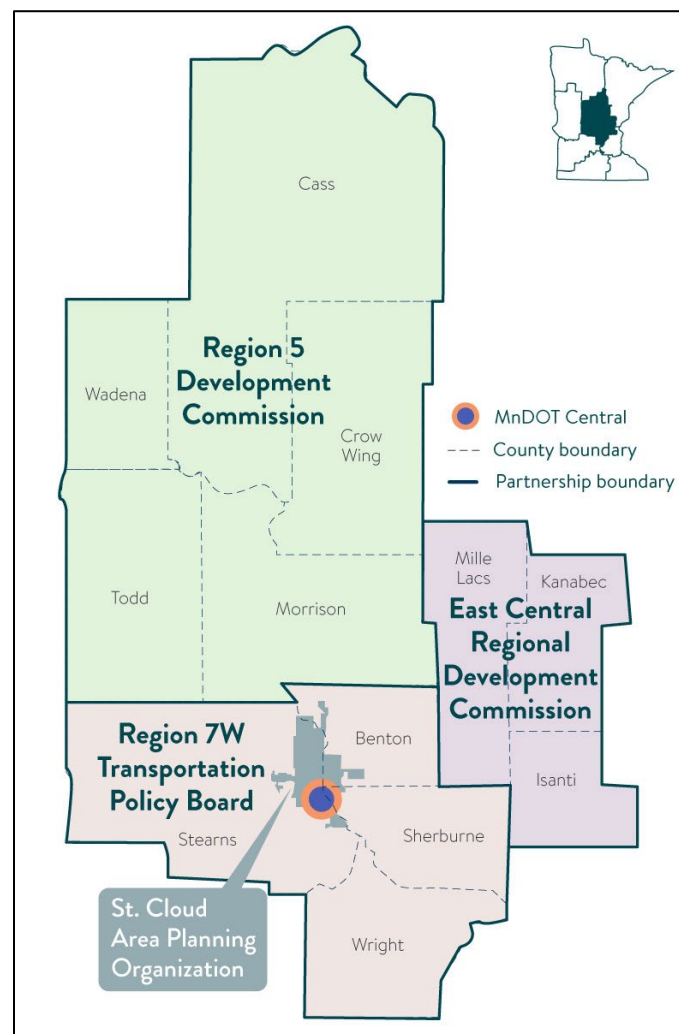 Cass
Region 5
Development
Commission
Wadena
Crow
Wing
MnDOT Central
County boundary
Partnership boundary
Todd
Morrison
Mille
Lacs
Kanabec
East Central
Regional
Development
Commission
Isanti
Region 7W
Transportation
Policy Board
Benton
Stearns
Sherburne
Wright
St. Cloud
Area Planning
Organization